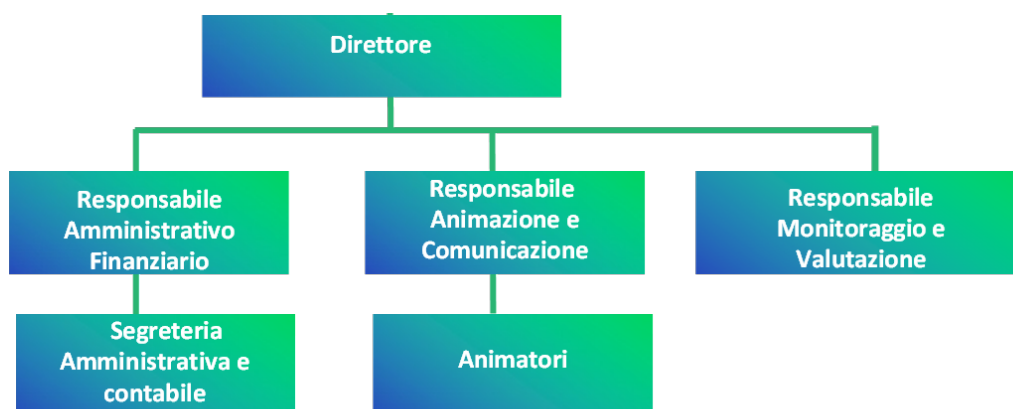 Direttore
Responsabile
Amministrativo
Finanziario
Responsabile
Animazione e
Comunicazione
Responsabile
Monitoraggio e
Valutazione
Segreteria
Amministrativa e
contabile
Animatori